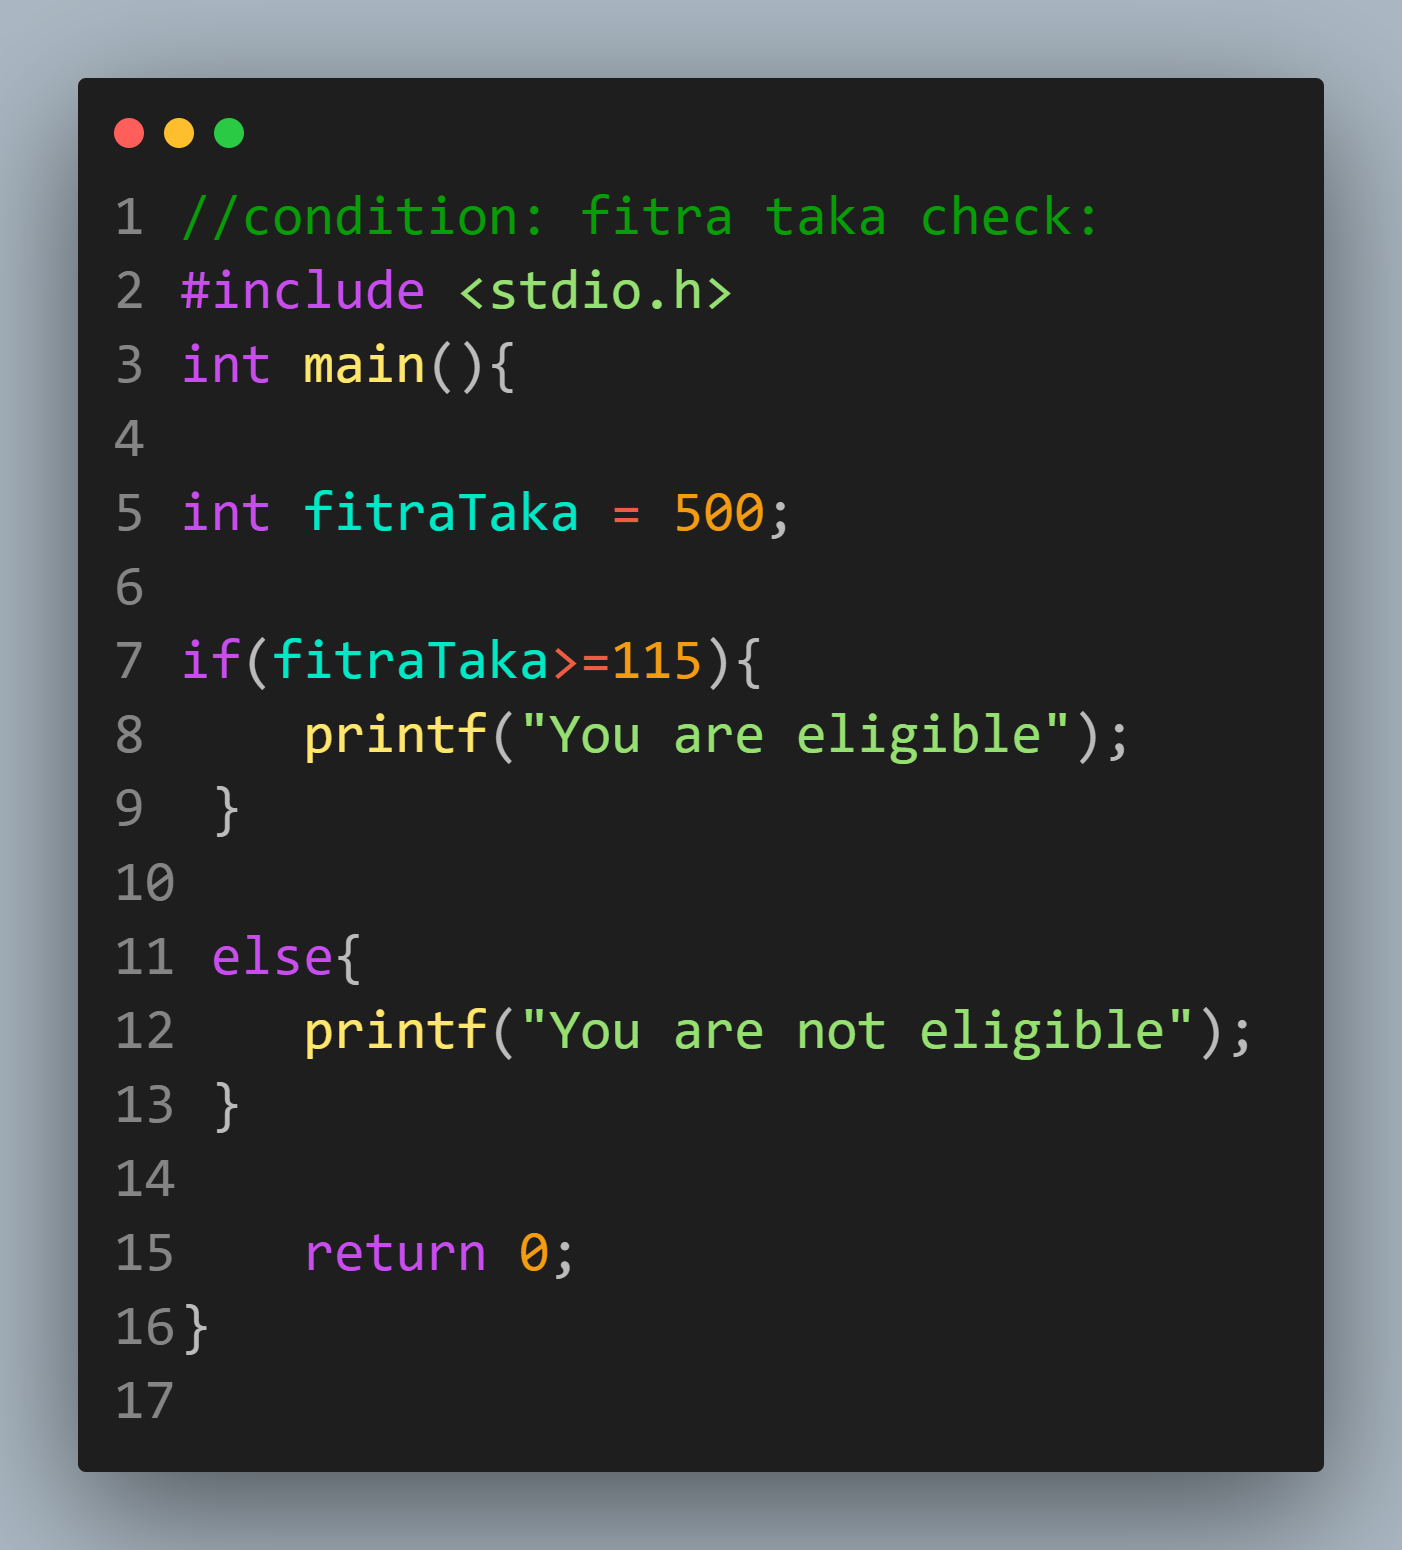 1 //condition: fitra taka check:
2 #include <stdio.h>
3 int main(){
4
5 int fitraTaka = 500;
6
7 if(fitraTaka>=115){
8     printf("You are eligible");
9  }
10
11 else{
12    printf("You are not eligible");
13 }
14
15    return 0;
16}
17